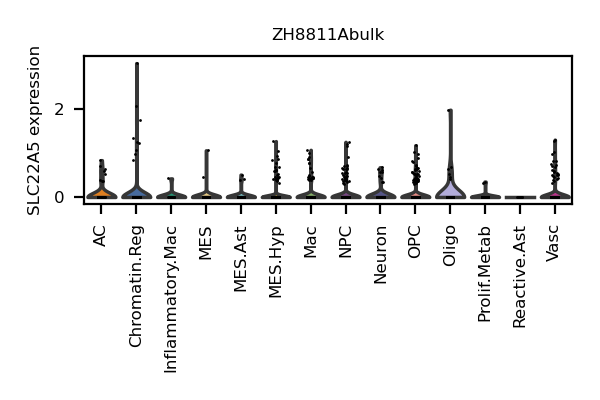 ZH8811Abulk
SLC22A5 expression
2
0
AC
Chromatin.Reg
Inflammatory.Mac
MES
MES.Ast
MES.Hyp
Mac
NPC
Neuron
OPC
Oligo
Prolif.Metab
Reactive.Ast
Vasc